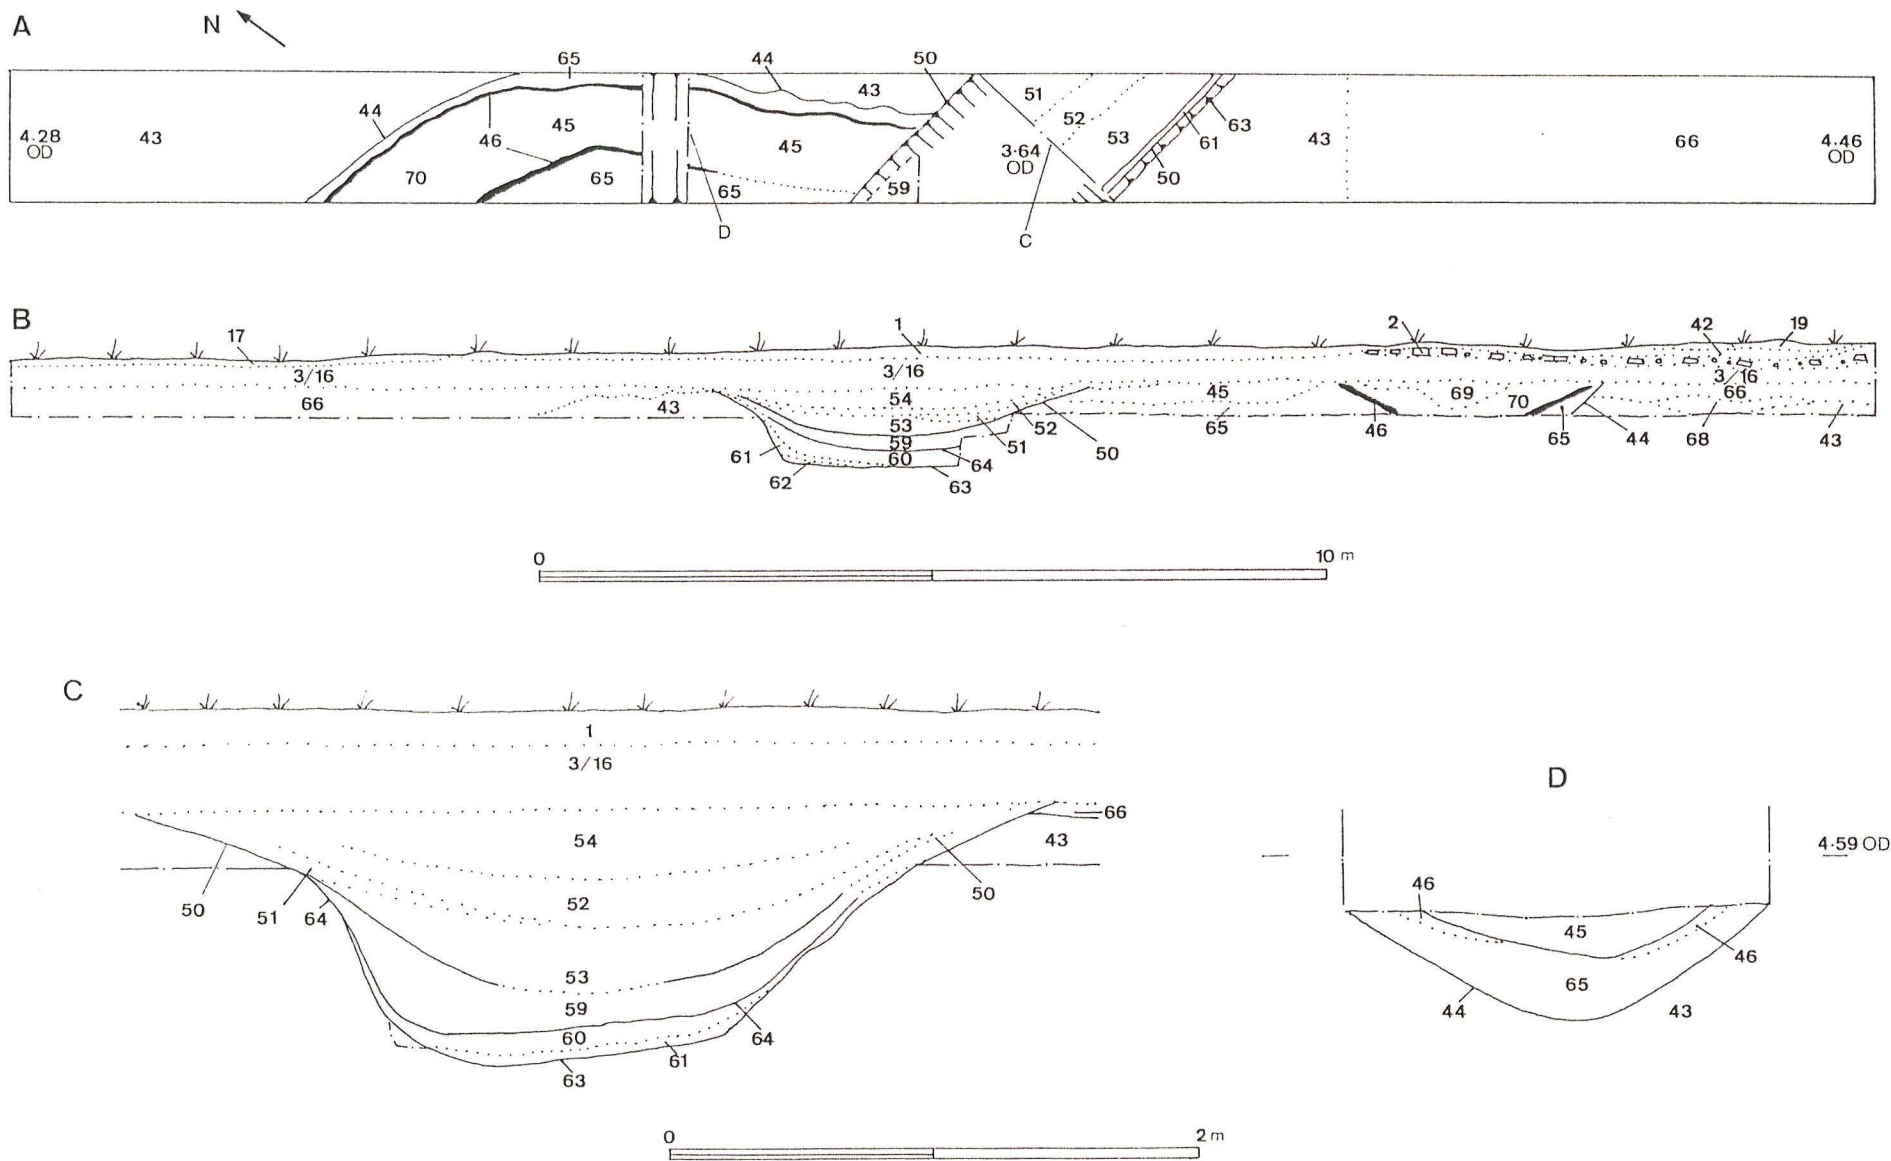 A
N
65 44 50
44 43 51
4·28 OD 43 46 45 45 52 53 61 63 43 66 4·46 OD
3·64 OD
70 65 65 59 50
D C
B
17 1 2 42 19
3/16 3/16 3/16
66 43 54 45 69 70 66
53 65 46 65 44 68 43
59 51 52 50
61 60 64
62 63
0 10 m
C
1
3/16
66
54 43
50 51 64 52 50
53
59
60 64
61
63
D
4·59 OD
46
45
46
65
44 43
0 2 m